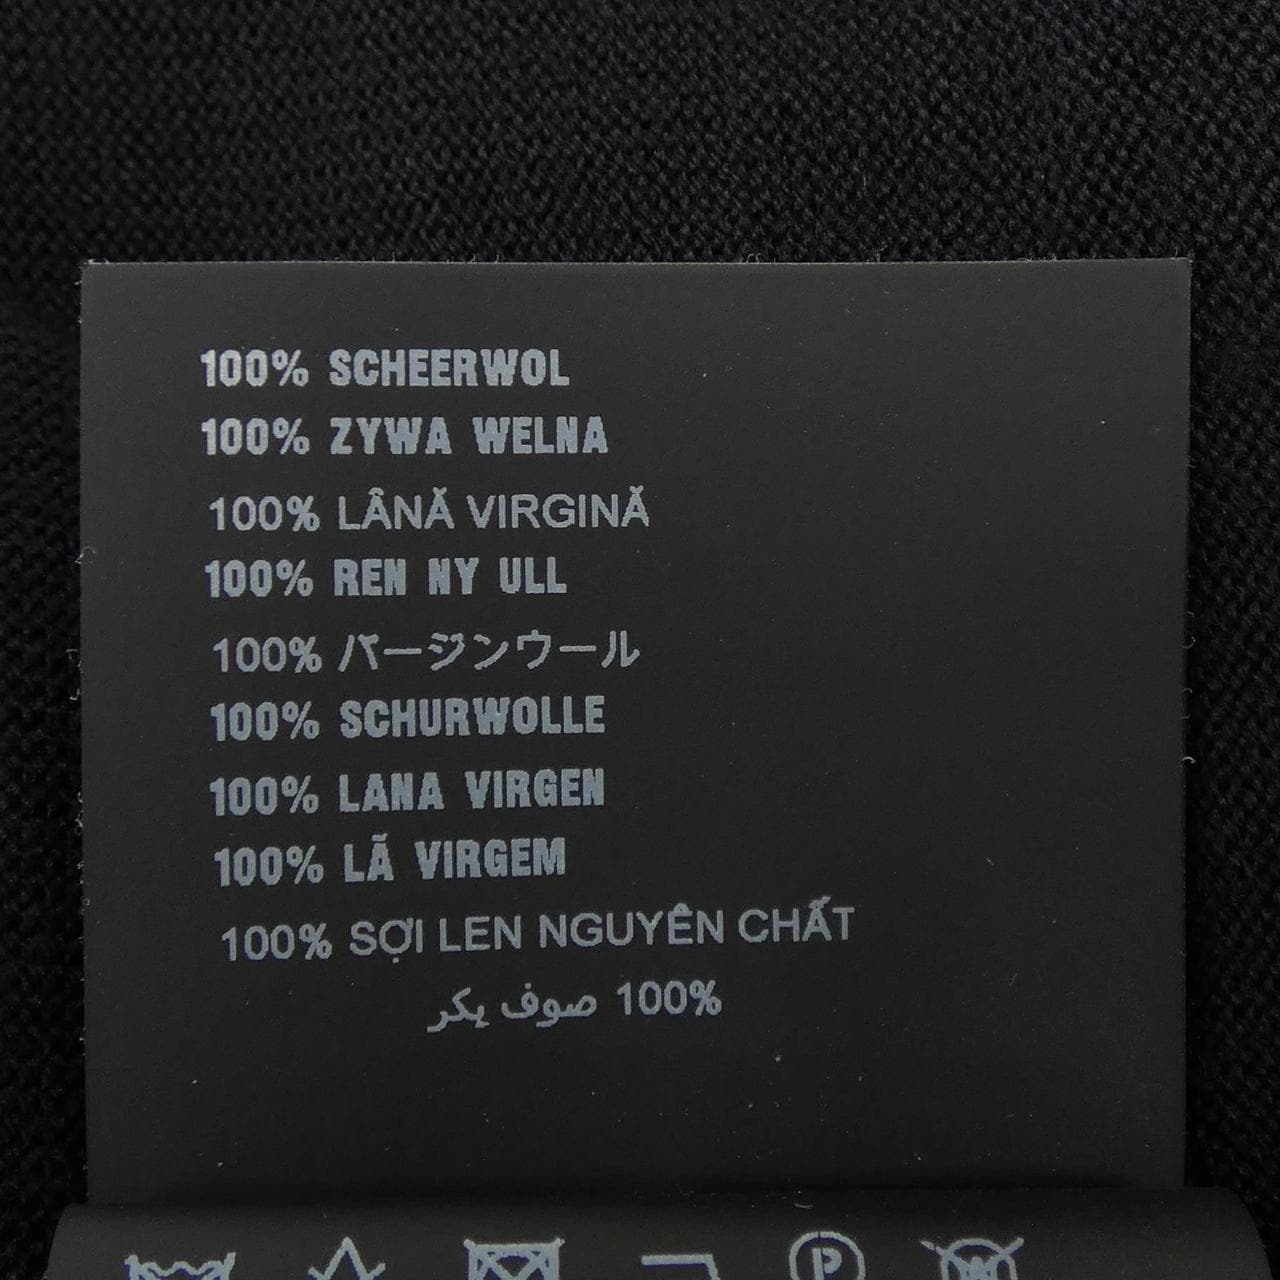 100% SCHEERWOL
100% ZYWA WELNA
100% LÂNĂ VIRGINĂ
100% REN NY ULL
100% バージンウール
100% SCHURWOLLE
100% LANA VIRGEN
100% LÃ VIRGEM
100% SỢI LEN NGUYÊN CHẤT
100% صوف بكر
P
W